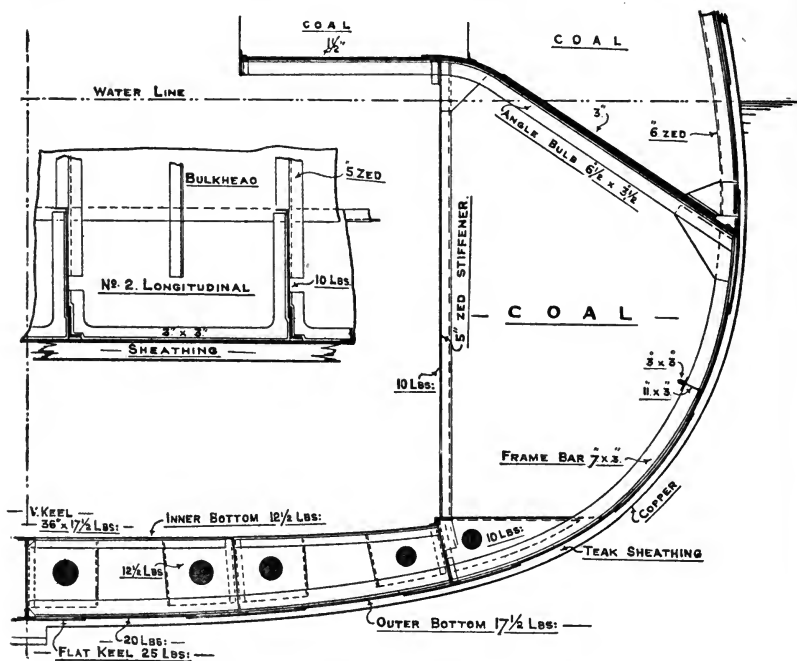 COAL
1½"
COAL
WATER LINE
3"
ANGLE BULB 6½" x 3½"
6" ZED
BULKHEAD
5" ZED
Nº 2. LONGITUDINAL
10 LBS.
3" x 3"
SHEATHING
5" ZED STIFFENER.
COAL
10 LBS:
3" x 3"
11" x 3"
FRAME BAR 7" x 3"
COPPER
V. KEEL
36" x 17½ LBS:
INNER BOTTOM 12½ LBS:
10 LBS:
12½ LBS
TEAK SHEATHING
20 LBS:
OUTER BOTTOM 17½ LBS:
FLAT KEEL 25 LBS: